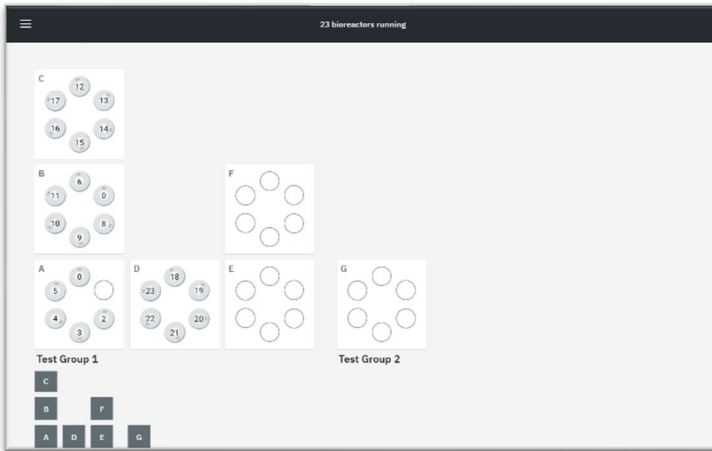 23 bioreactors running
C
12
17 13
16 14
15
B F
6
11 0
10 8
9
A D E G
0 18
5 23 19
4 2 22 20
3 21
Test Group 1 Test Group 2
C
B F
A D E G